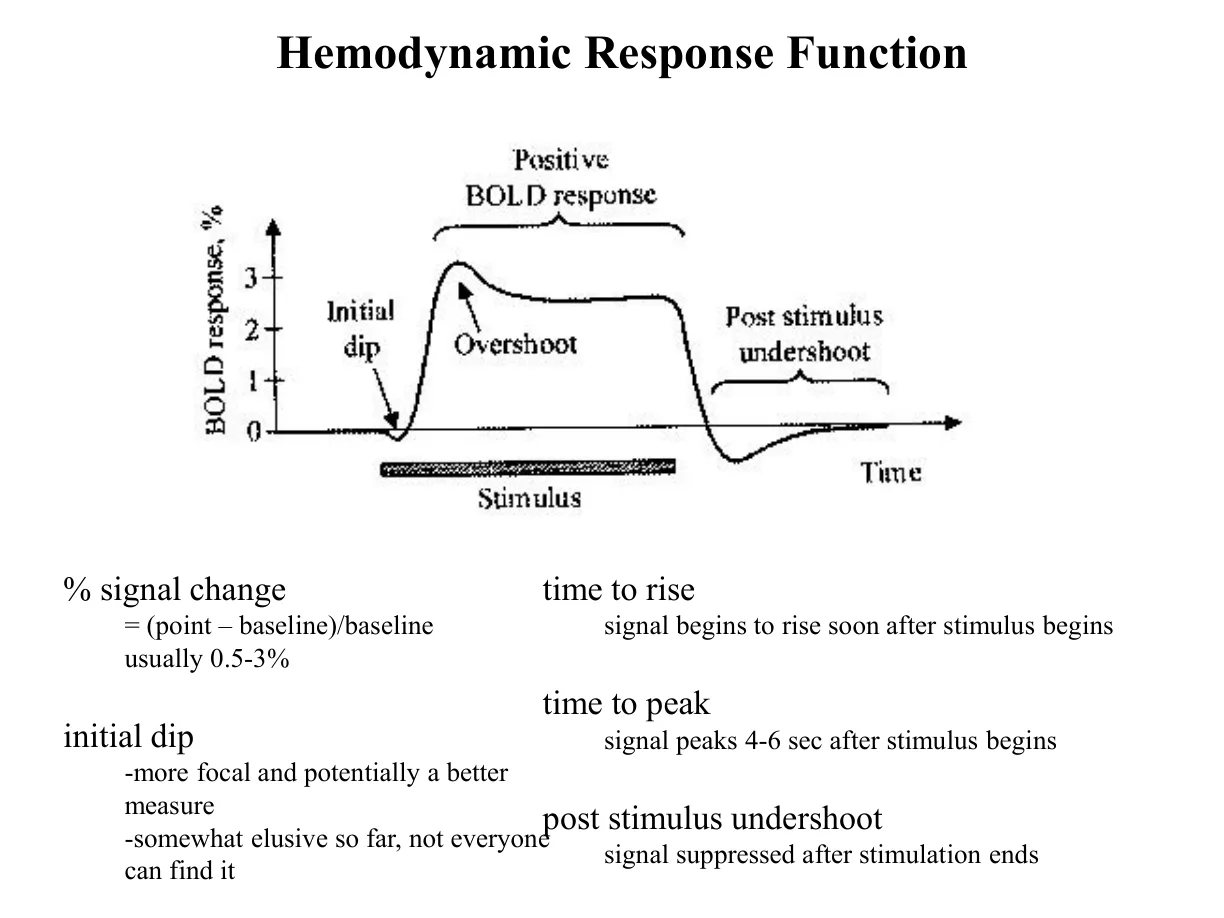 Hemodynamic Response Function
Positive
BOLD response
BOLD response, %
3
2
1
0
Initial
dip
Overshoot
Post stimulus
undershoot
Time
Stimulus
% signal change
= (point – baseline)/baseline
usually 0.5-3%
initial dip
-more focal and potentially a better
measure
-somewhat elusive so far, not everyone
can find it
time to rise
signal begins to rise soon after stimulus begins
time to peak
signal peaks 4-6 sec after stimulus begins
post stimulus undershoot
signal suppressed after stimulation ends